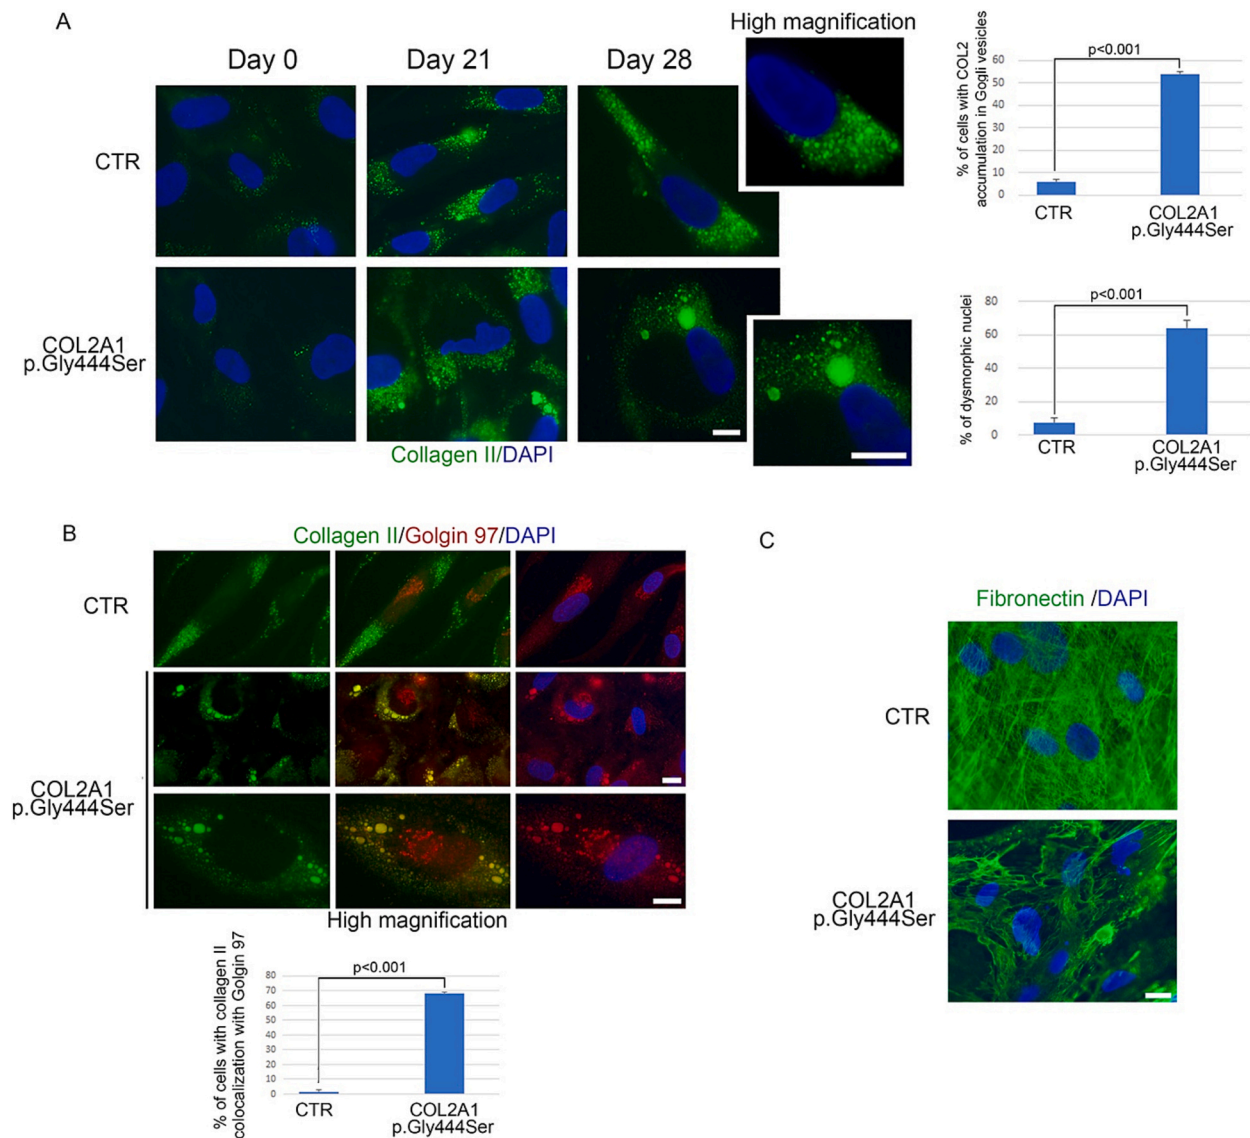 A
High magnification
Day 0
Day 21
Day 28
CTR
COL2A1
p.Gly444Ser
Collagen II/DAPI
% of cells with COL2
accumulation in Gogli vesicles
p<0.001
60
50
40
30
20
10
0
CTR
COL2A1
p.Gly444Ser
% of dysmorphic nuclei
p<0.001
80
60
40
20
0
CTR
COL2A1
p.Gly444Ser
B
Collagen II/Golgin 97/DAPI
CTR
COL2A1
p.Gly444Ser
High magnification
% of cells with collagen II
colocalization with Golgin 97
p<0.001
80
70
60
50
40
30
20
10
0
CTR
COL2A1
p.Gly444Ser
C
Fibronectin /DAPI
CTR
COL2A1
p.Gly444Ser